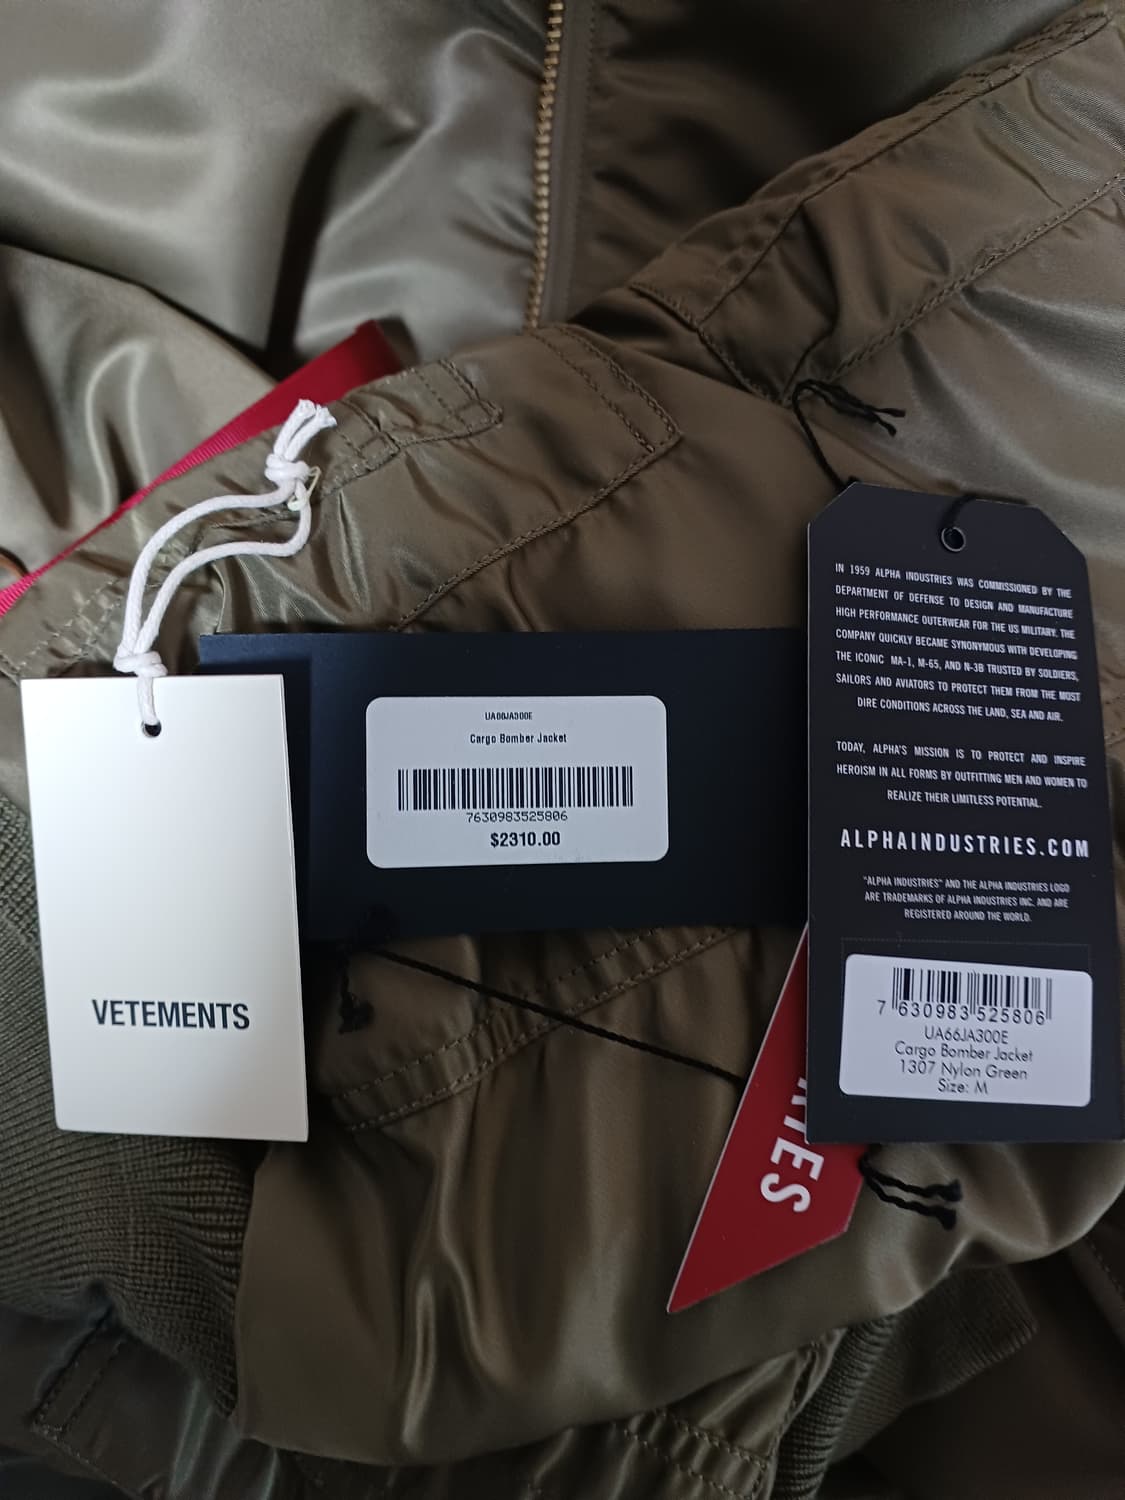 VETEMENTS
UA66JA300E
Cargo Bomber Jacket
7630983525806
$2310.00
IN 1959 ALPHA INDUSTRIES WAS COMMISSIONED BY THE
DEPARTMENT OF DEFENSE TO DESIGN AND MANUFACTURE
HIGH PERFORMANCE OUTERWEAR FOR THE US MILITARY. THE
COMPANY QUICKLY BECAME SYNONYMOUS WITH DEVELOPING
THE ICONIC MA-1, M-65, AND N-3B TRUSTED BY SOLDIERS,
SAILORS AND AVIATORS TO PROTECT THEM FROM THE MOST
DIRE CONDITIONS ACROSS THE LAND, SEA AND AIR.
TODAY, ALPHA'S MISSION IS TO PROTECT AND INSPIRE
HEROISM IN ALL FORMS BY OUTFITTING MEN AND WOMEN TO
REALIZE THEIR LIMITLESS POTENTIAL.
ALPHAINDUSTRIES.COM
"ALPHA INDUSTRIES" AND THE ALPHA INDUSTRIES LOGO
ARE TRADEMARKS OF ALPHA INDUSTRIES INC. AND ARE
REGISTERED AROUND THE WORLD.
7 630983 525806
UA66JA300E
Cargo Bomber Jacket
1307 Nylon Green
Size: M